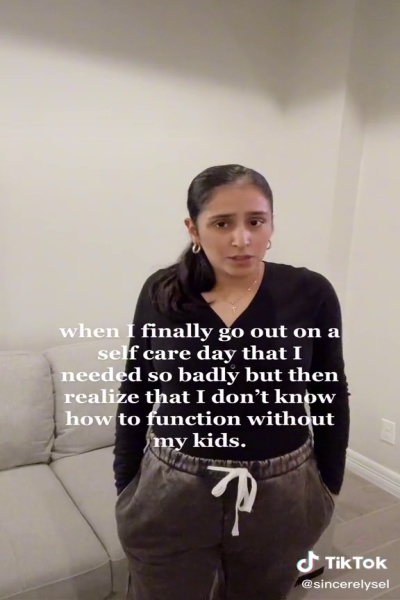 when I finally go out on a
self care day that I
needed so badly but then
realize that I don't know
how to function without
my kids.
TikTok
@sincerelysel